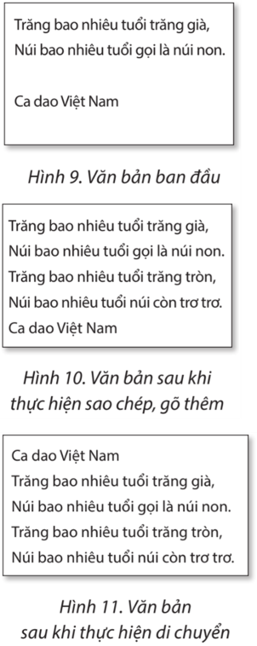 Trăng bao nhiêu tuổi trăng già,
Núi bao nhiêu tuổi gọi là núi non.
Ca dao Việt Nam
Hình 9. Văn bản ban đầu
Trăng bao nhiêu tuổi trăng già,
Núi bao nhiêu tuổi gọi là núi non.
Trăng bao nhiêu tuổi trăng tròn,
Núi bao nhiêu tuổi núi còn trơ trơ.
Ca dao Việt Nam
Hình 10. Văn bản sau khi
thực hiện sao chép, gõ thêm
Ca dao Việt Nam
Trăng bao nhiêu tuổi trăng già,
Núi bao nhiêu tuổi gọi là núi non.
Trăng bao nhiêu tuổi trăng tròn,
Núi bao nhiêu tuổi núi còn trơ trơ.
Hình 11. Văn bản
sau khi thực hiện di chuyển